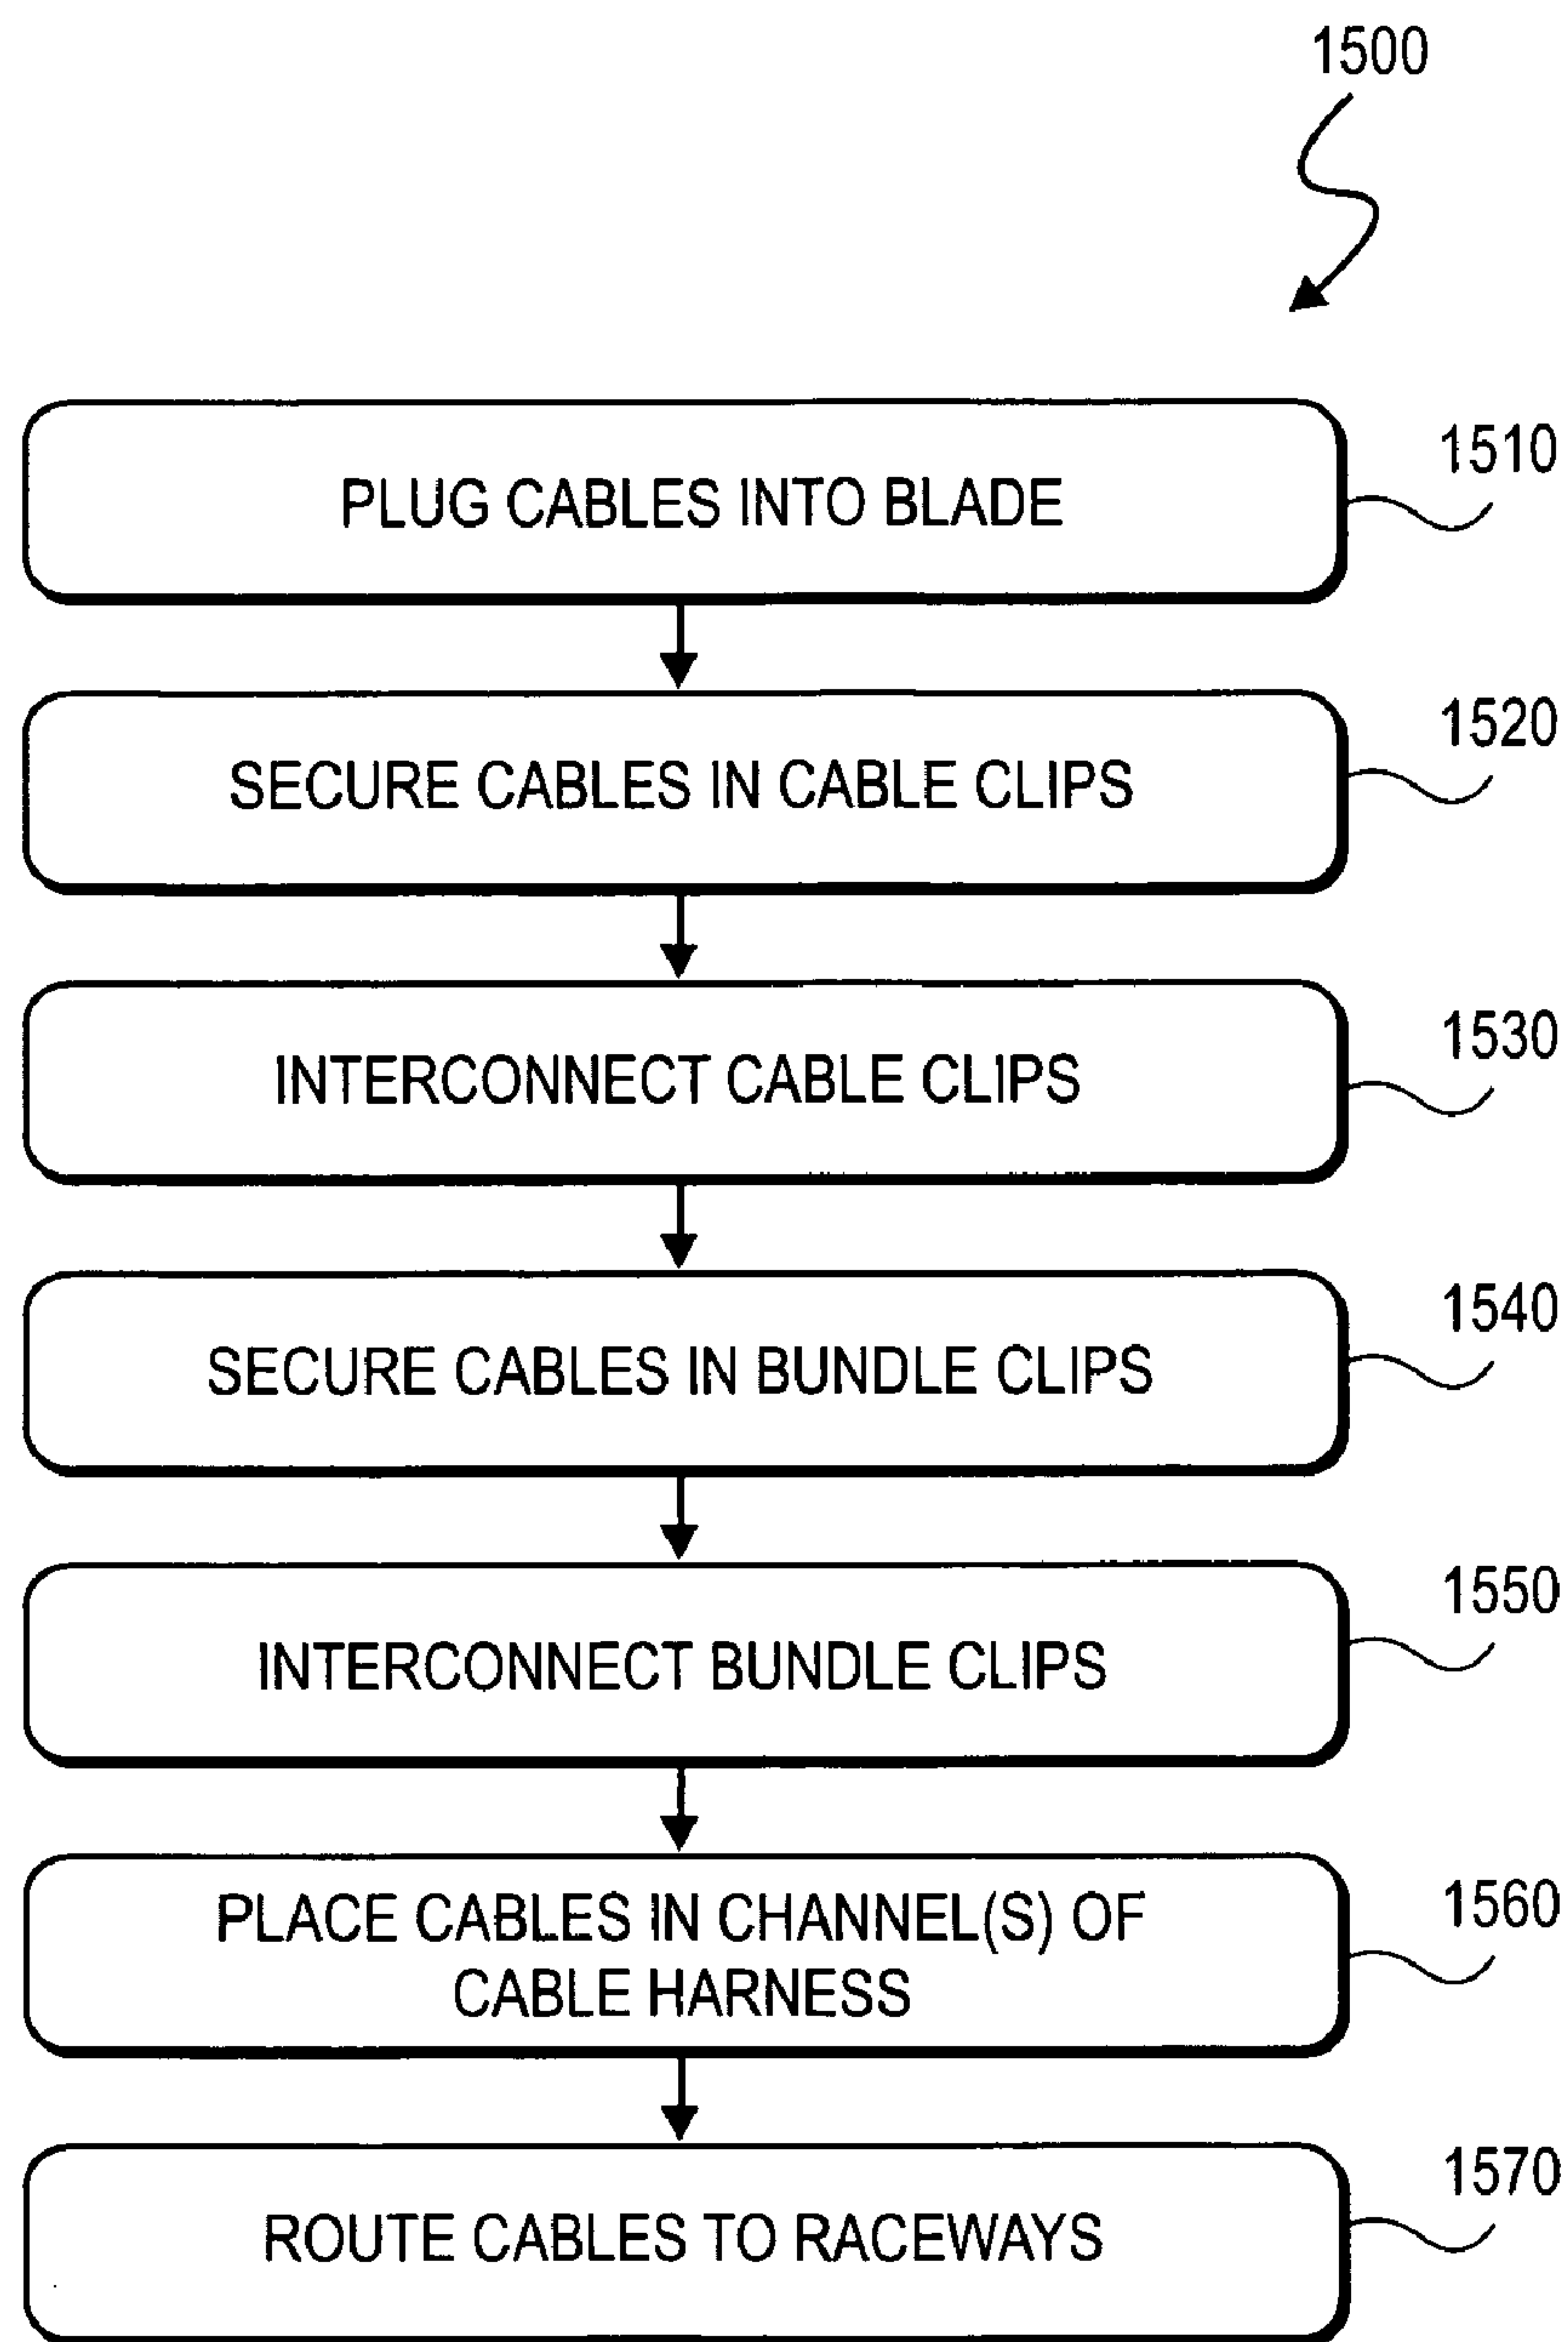 1500
1510
PLUG CABLES INTO BLADE
1520
SECURE CABLES IN CABLE CLIPS
1530
INTERCONNECT CABLE CLIPS
1540
SECURE CABLES IN BUNDLE CLIPS
1550
INTERCONNECT BUNDLE CLIPS
1560
PLACE CABLES IN CHANNEL(S) OF
CABLE HARNESS
1570
ROUTE CABLES TO RACEWAYS